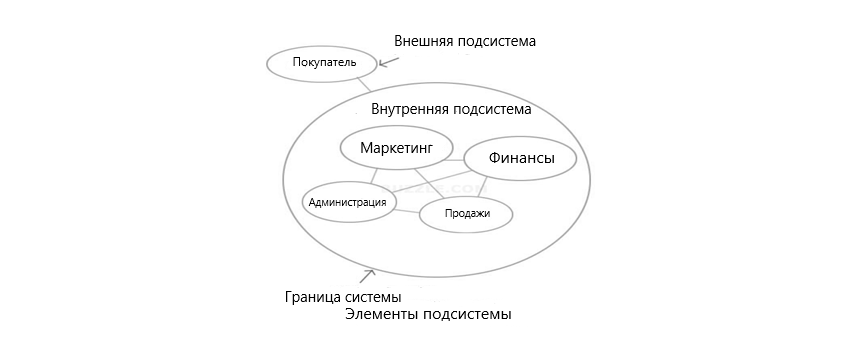 Внешняя подсистема
Покупатель
Внутренняя подсистема
Маркетинг
Финансы
Администрация
Продажи
Граница системы
Элементы подсистемы